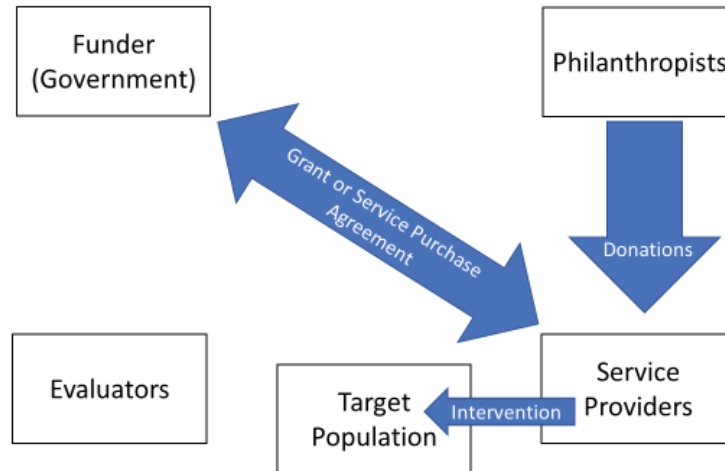 Funder
(Government)
Philanthropists
Grant or Service Purchase
Agreement
Donations
Evaluators
Target
Population
Intervention
Service
Providers